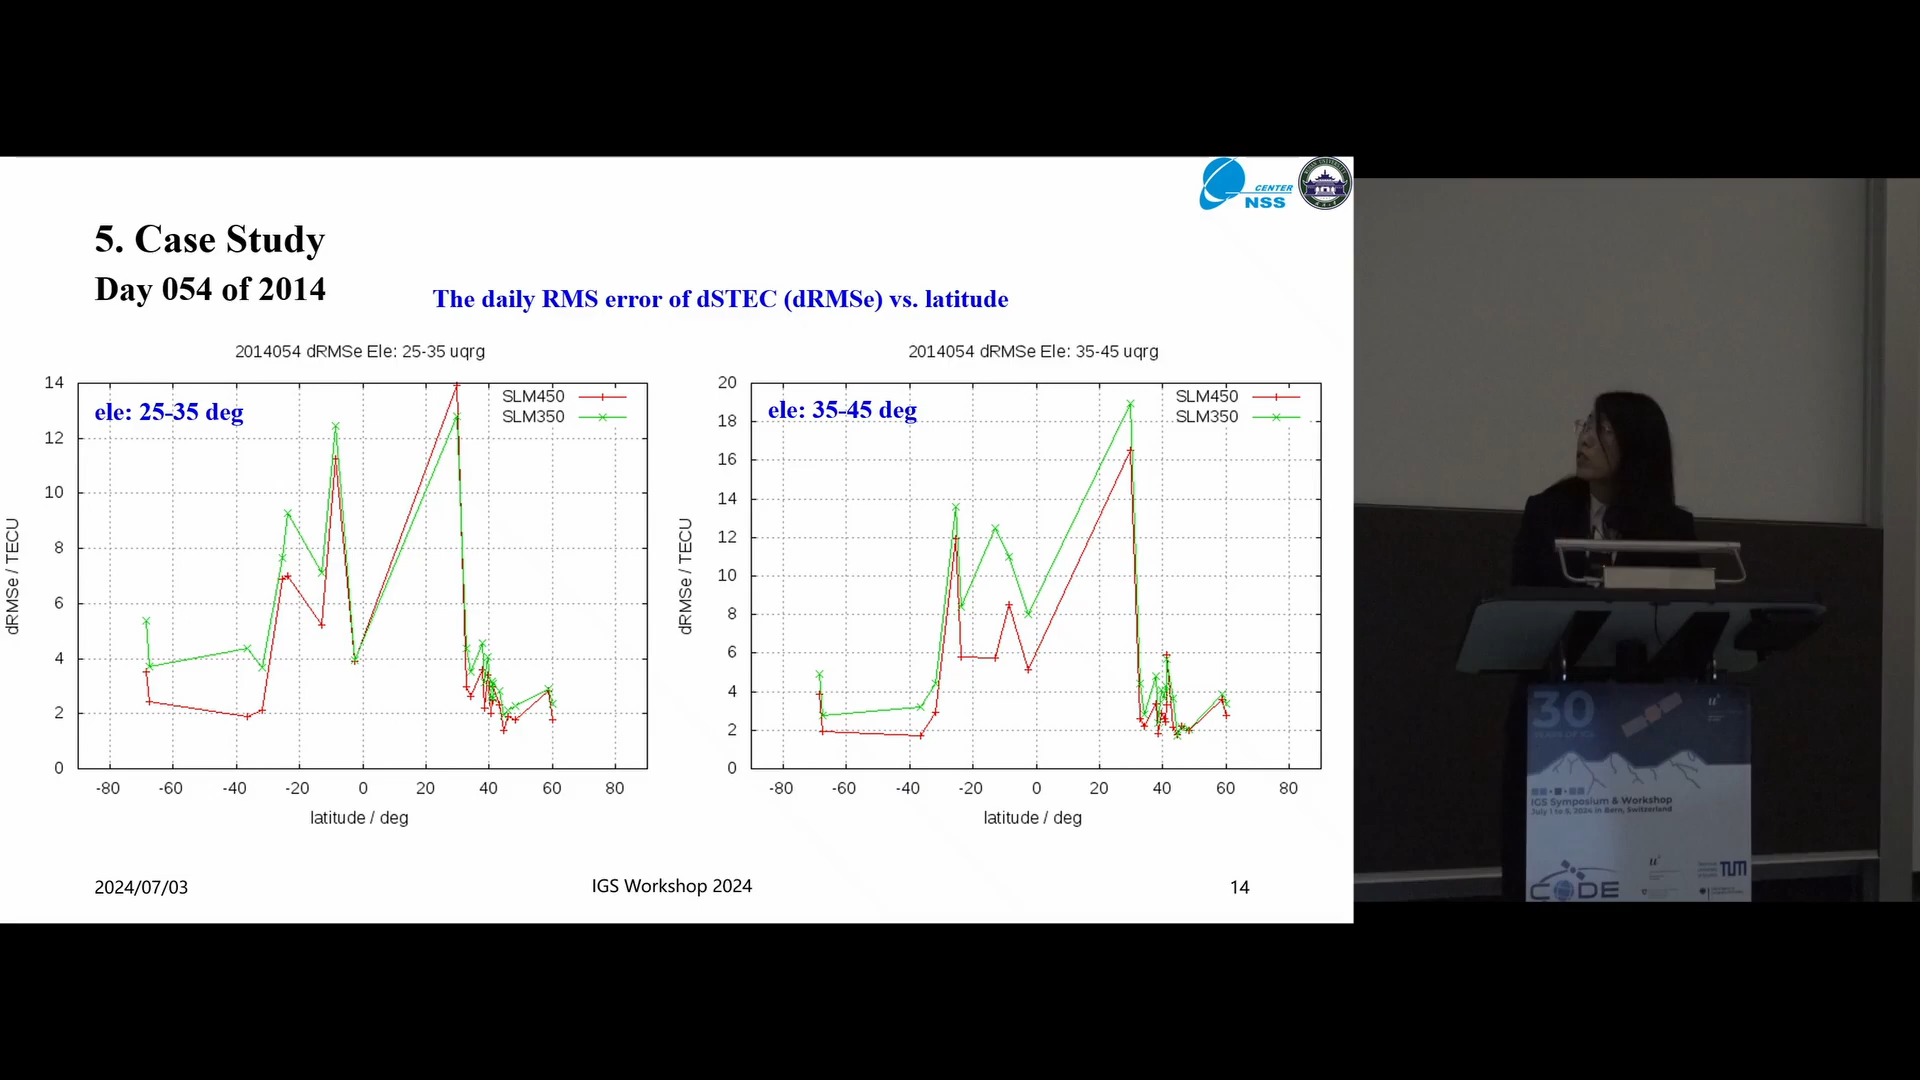 CENTER
NSS
5. Case Study
Day 054 of 2014
The daily RMS error of dSTEC (dRMSe) vs. latitude
2014054 dRMSe Ele: 25-35 uqrg
ele: 25-35 deg
SLM450
SLM350
14
12
10
8
6
4
2
0
dRMSe / TECU
-80 -60 -40 -20 0 20 40 60 80
latitude / deg
2014054 dRMSe Ele: 35-45 uqrg
ele: 35-45 deg
SLM450
SLM350
20
18
16
14
12
10
8
6
4
2
0
dRMSe / TECU
-80 -60 -40 -20 0 20 40 60 80
latitude / deg
2024/07/03
IGS Workshop 2024
14
30
YEARS OF IGS
IGS Symposium & Workshop
July 1 to 5, 2024 in Bern, Switzerland
CODE
TUM